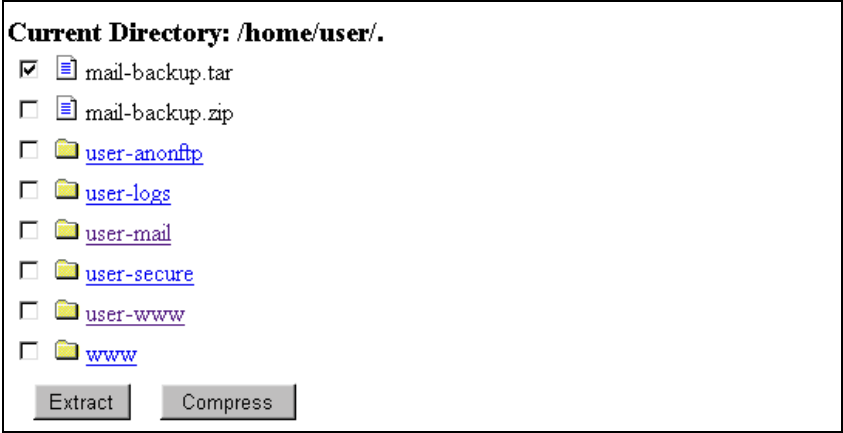 Current Directory: /home/user/.
mail-backup.tar
mail-backup.zip
user-anonftp
user-logs
user-mail
user-secure
user-www
www
Extract Compress